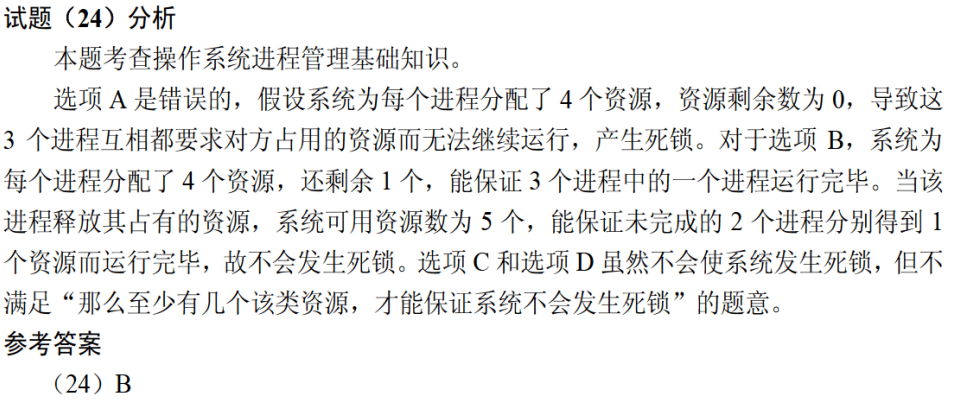 试题（24）分析
本题考查操作系统进程管理基础知识。
选项 A 是错误的，假设系统为每个进程分配了 4 个资源，资源剩余数为 0，导致这
3 个进程互相都要求对方占用的资源而无法继续运行，产生死锁。对于选项 B，系统为
每个进程分配了 4 个资源，还剩余 1 个，能保证 3 个进程中的一个进程运行完毕。当该
进程释放其占有的资源，系统可用资源数为 5 个，能保证未完成的 2 个进程分别得到 1
个资源而运行完毕，故不会发生死锁。选项 C 和选项 D 虽然不会使系统发生死锁，但不
满足“那么至少有几个该类资源，才能保证系统不会发生死锁”的题意。
参考答案
（24）B